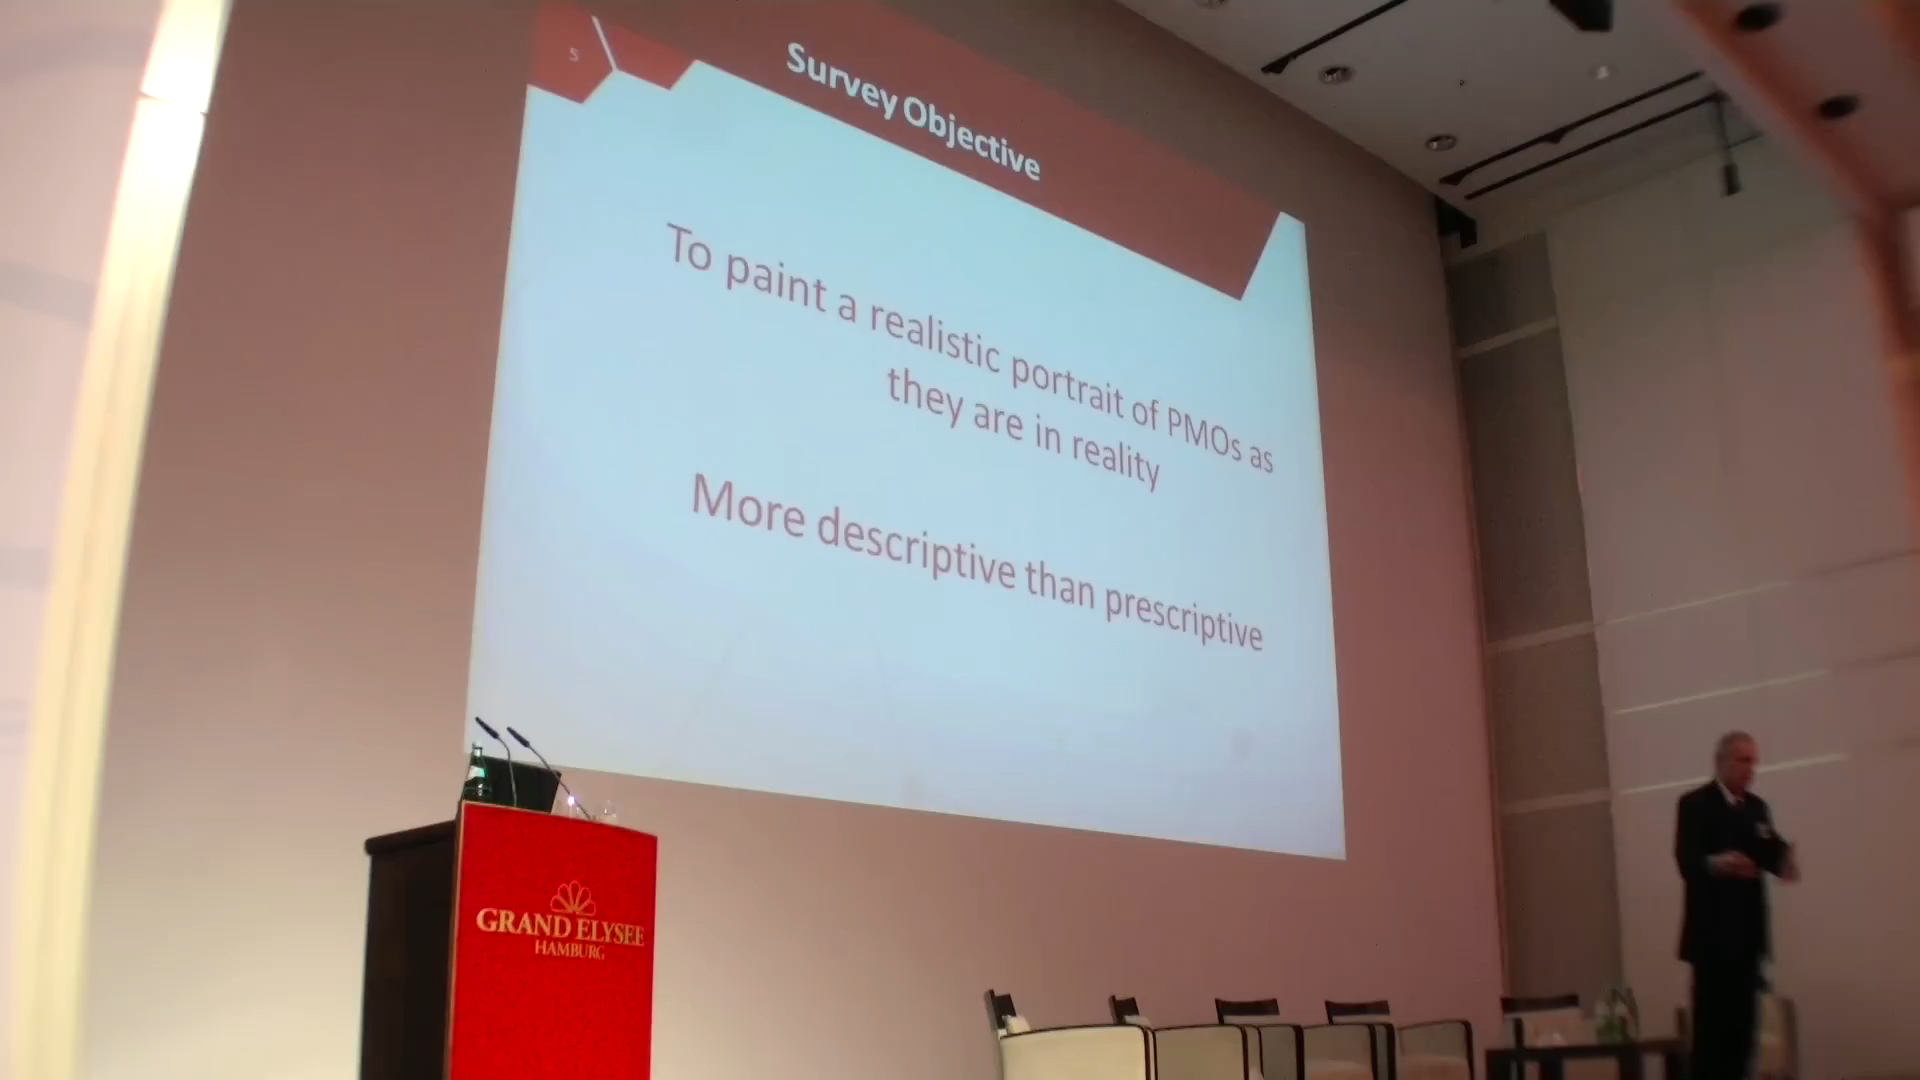 5
Survey Objective
To paint a realistic portrait of PMOs as
they are in reality
More descriptive than prescriptive
GRAND ELYSEE
HAMBURG